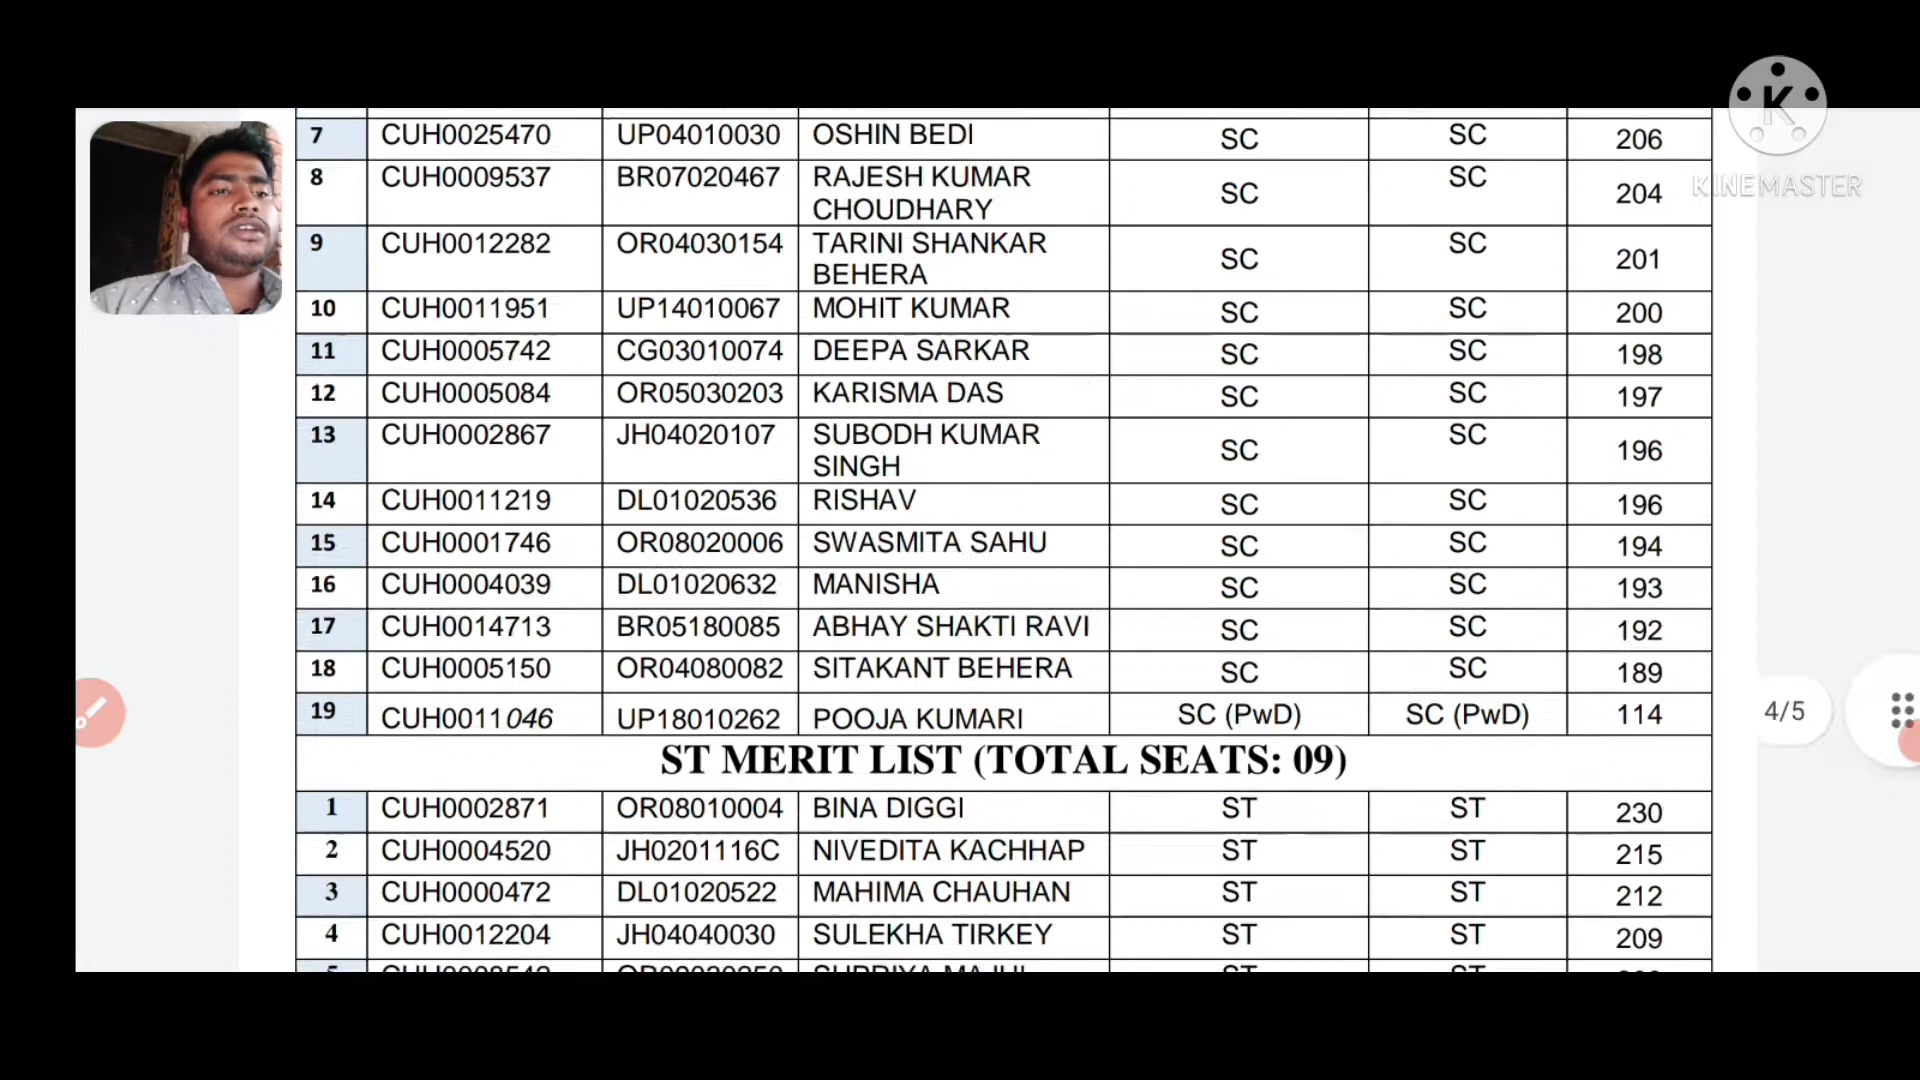 7 CUH0025470 UP04010030 OSHIN BEDI SC SC 206
8 CUH0009537 BR07020467 RAJESH KUMAR CHOUDHARY SC SC 204
9 CUH0012282 OR04030154 TARINI SHANKAR BEHERA SC SC 201
10 CUH0011951 UP14010067 MOHIT KUMAR SC SC 200
11 CUH0005742 CG03010074 DEEPA SARKAR SC SC 198
12 CUH0005084 OR05030203 KARISMA DAS SC SC 197
13 CUH0002867 JH04020107 SUBODH KUMAR SINGH SC SC 196
14 CUH0011219 DL01020536 RISHAV SC SC 196
15 CUH0001746 OR08020006 SWASMITA SAHU SC SC 194
16 CUH0004039 DL01020632 MANISHA SC SC 193
17 CUH0014713 BR05180085 ABHAY SHAKTI RAVI SC SC 192
18 CUH0005150 OR04080082 SITAKANT BEHERA SC SC 189
19 CUH0011046 UP18010262 POOJA KUMARI SC (PwD) SC (PwD) 114
ST MERIT LIST (TOTAL SEATS: 09)
1 CUH0002871 OR08010004 BINA DIGGI ST ST 230
2 CUH0004520 JH0201116C NIVEDITA KACHHAP ST ST 215
3 CUH0000472 DL01020522 MAHIMA CHAUHAN ST ST 212
4 CUH0012204 JH04040030 SULEKHA TIRKEY ST ST 209
ST ST
4/5
K
KINEMASTER